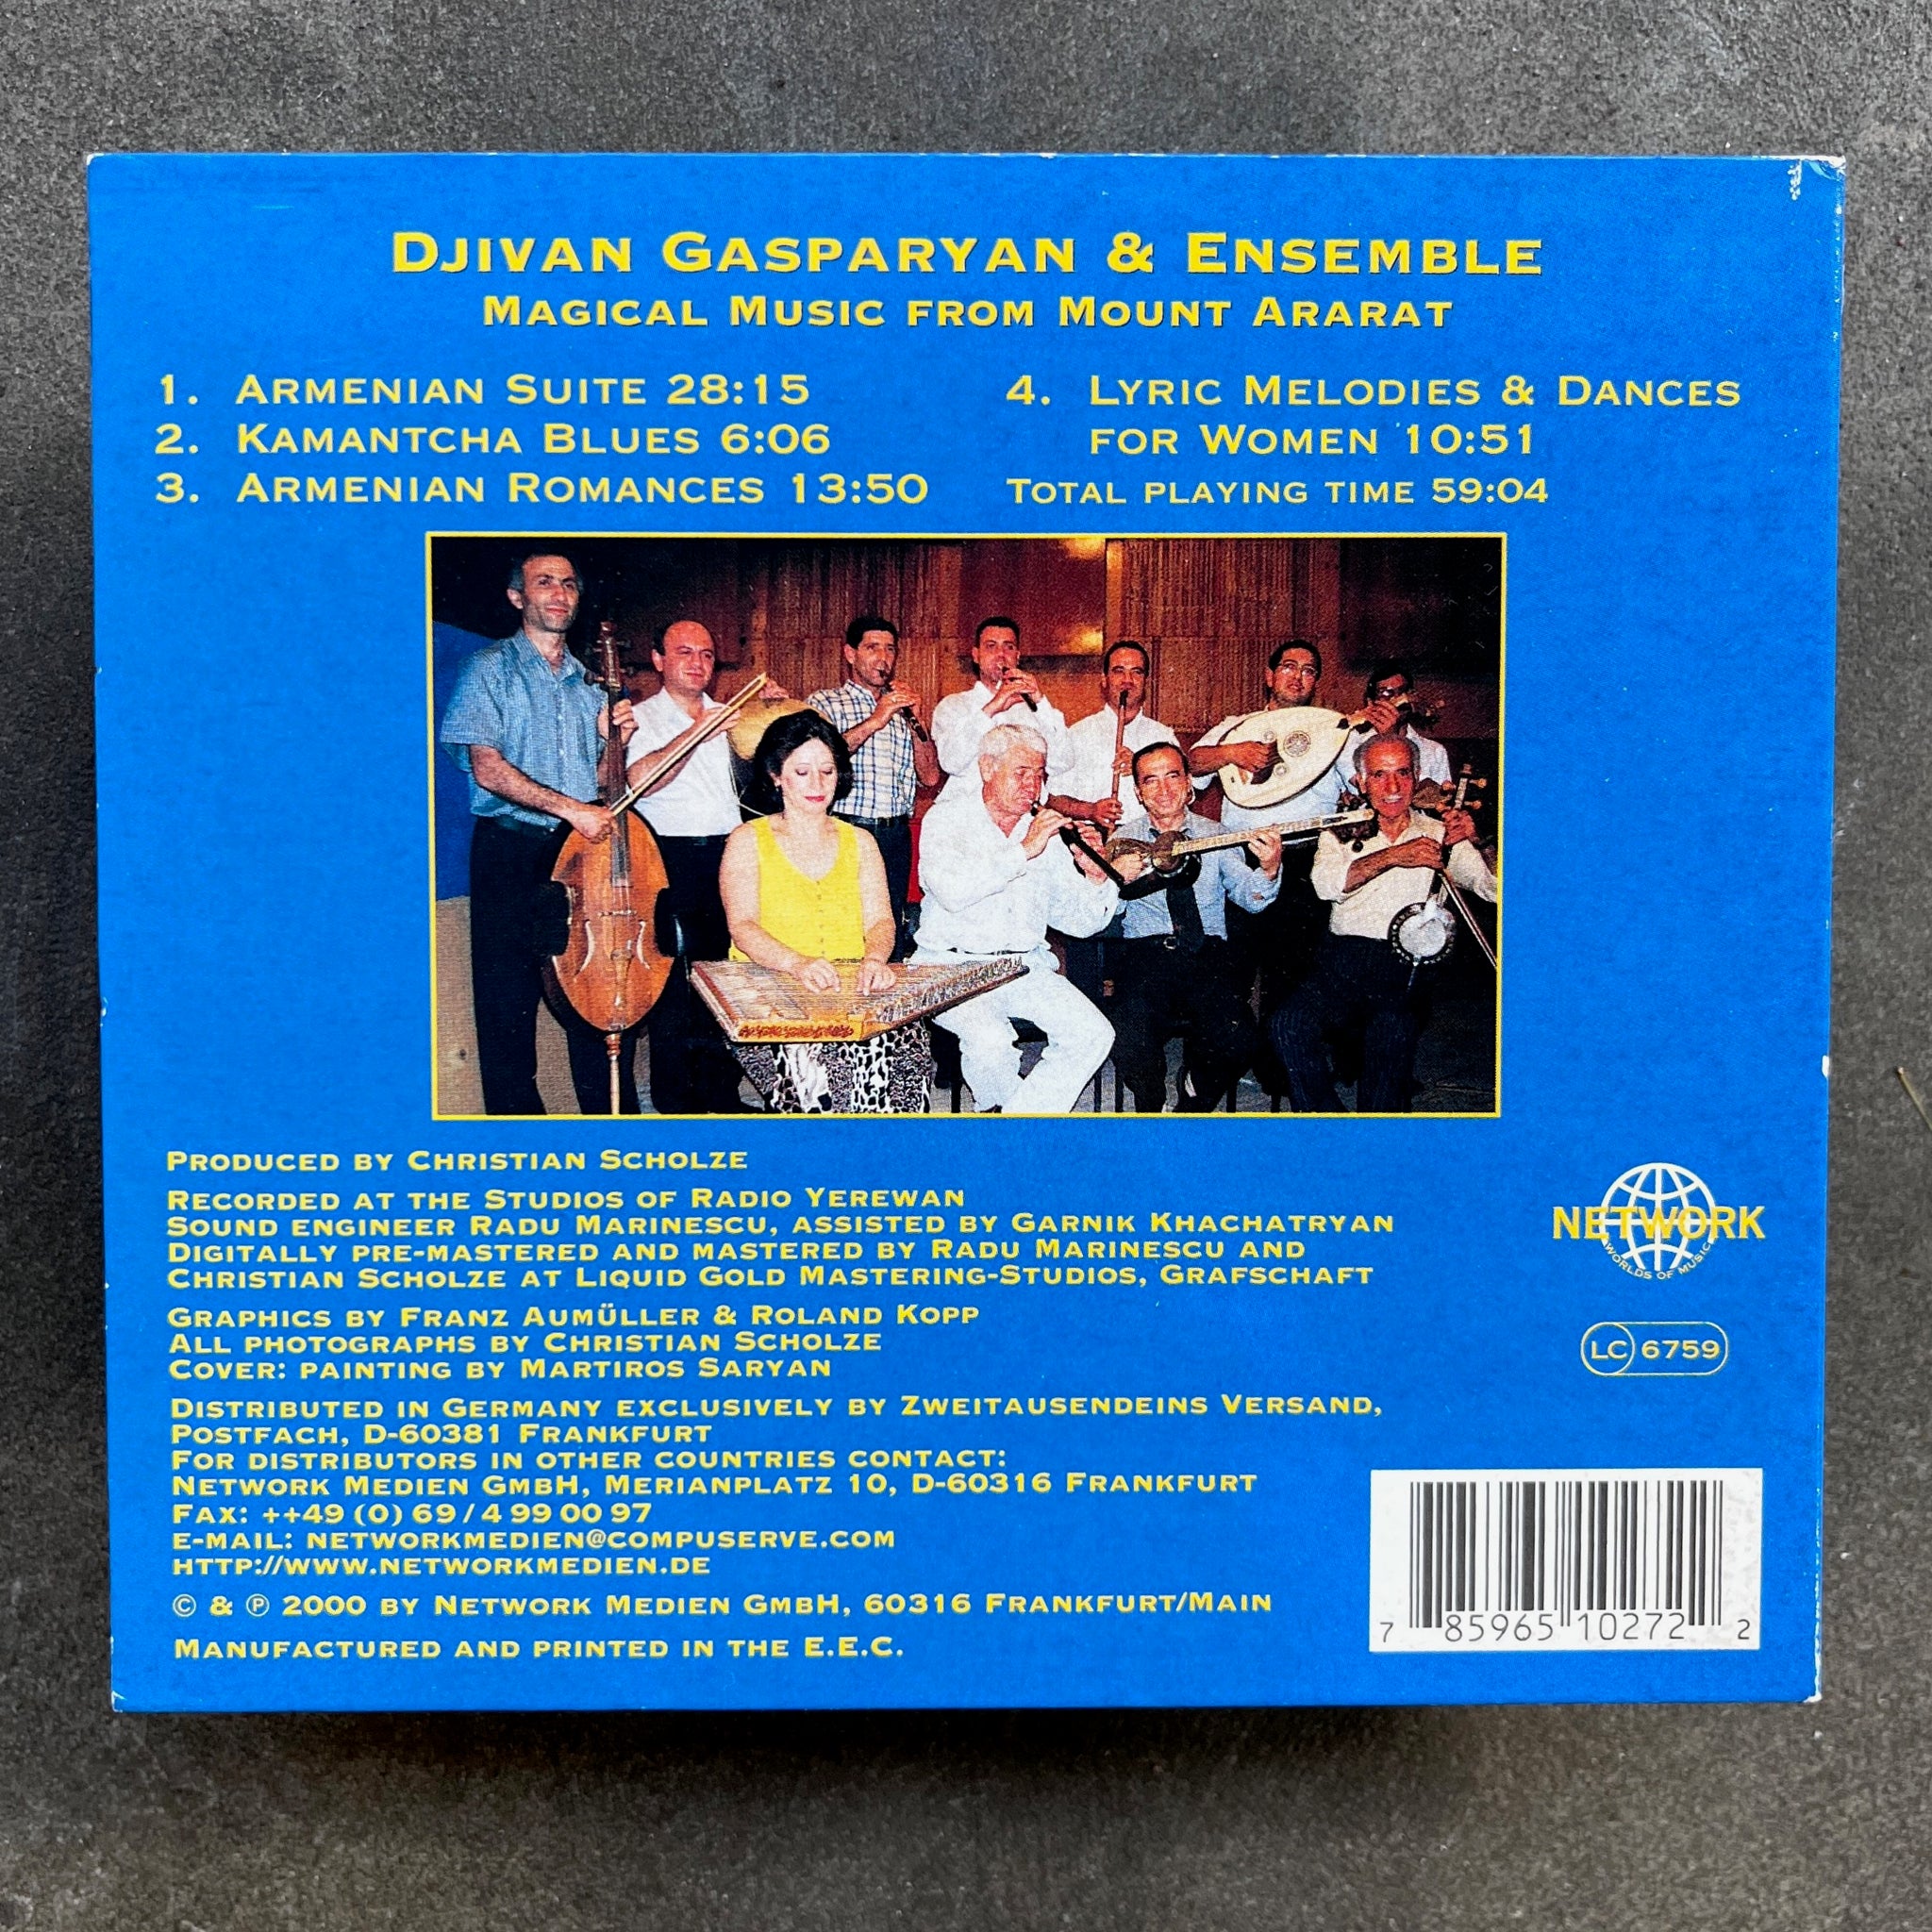 DJIVAN GASPARYAN & ENSEMBLE
MAGICAL MUSIC FROM MOUNT ARARAT
1. ARMENIAN SUITE 28:15
2. KAMANTCHA BLUES 6:06
3. ARMENIAN ROMANCES 13:50
4. LYRIC MELODIES & DANCES
FOR WOMEN 10:51
TOTAL PLAYING TIME 59:04
PRODUCED BY CHRISTIAN SCHOLZE
RECORDED AT THE STUDIOS OF RADIO YEREWAN
SOUND ENGINEER RADU MARINESCU, ASSISTED BY GARNIK KHACHATRYAN
DIGITALLY PRE-MASTERED AND MASTERED BY RADU MARINESCU AND
CHRISTIAN SCHOLZE AT LIQUID GOLD MASTERING-STUDIOS, GRAFSCHAFT
GRAPHICS BY FRANZ AUMÜLLER & ROLAND KOPP
ALL PHOTOGRAPHS BY CHRISTIAN SCHOLZE
COVER: PAINTING BY MARTIROS SARYAN
DISTRIBUTED IN GERMANY EXCLUSIVELY BY ZWEITAUSENDEINS VERSAND,
POSTFACH, D-60381 FRANKFURT
FOR DISTRIBUTORS IN OTHER COUNTRIES CONTACT:
NETWORK MEDIEN GMBH, MERIANPLATZ 10, D-60316 FRANKFURT
FAX: ++49 (0) 69 / 4 99 00 97
E-MAIL: NETWORKMEDIEN@COMPUSERVE.COM
HTTP://WWW.NETWORKMEDIEN.DE
© & ℗ 2000 BY NETWORK MEDIEN GMBH, 60316 FRANKFURT/MAIN
MANUFACTURED AND PRINTED IN THE E.E.C.
NETWORK
WORLDS OF MUSIC
LC 6759
7 85965 10272 2